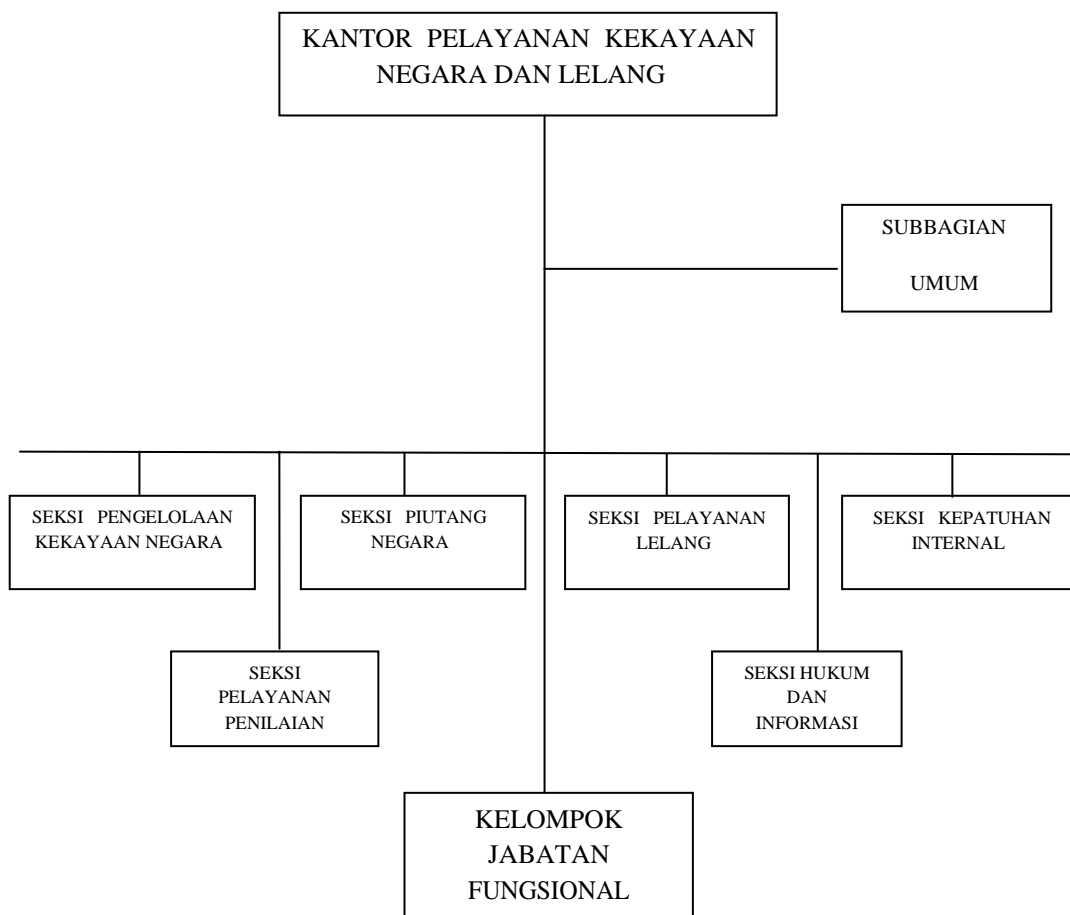 KANTOR PELAYANAN KEKAYAAN
NEGARA DAN LELANG
SUBBAGIAN
UMUM
SEKSI PENGELOLAAN
KEKAYAAN NEGARA
SEKSI PIUTANG
NEGARA
SEKSI PELAYANAN
LELANG
SEKSI KEPATUHAN
INTERNAL
SEKSI
PELAYANAN
PENILAIAN
SEKSI HUKUM
DAN
INFORMASI
KELOMPOK
JABATAN
FUNGSIONAL